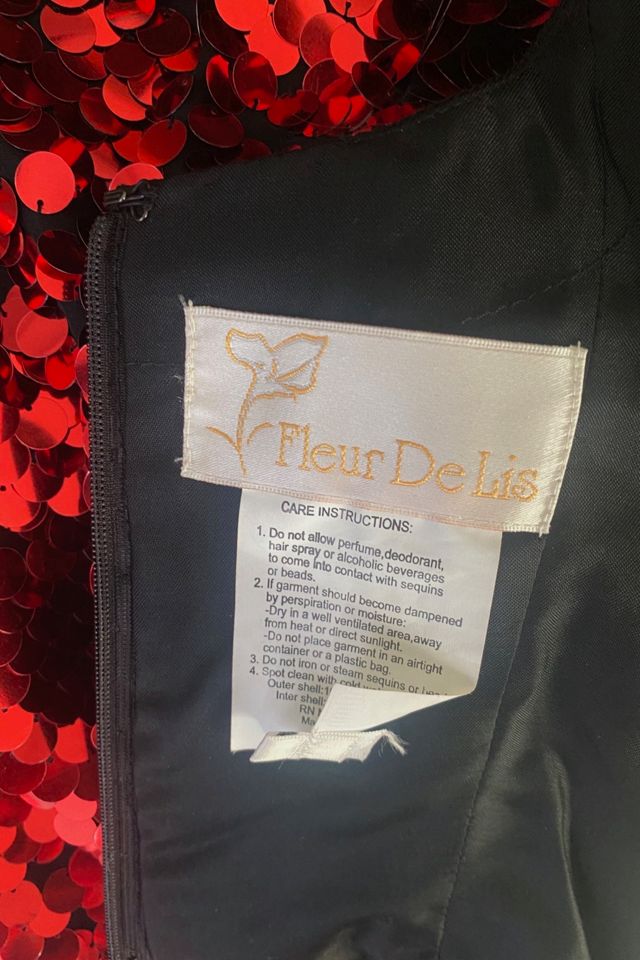 Fleur De Lis
CARE INSTRUCTIONS:
1. Do not allow perfume,deodorant,
hair spray or alcoholic beverages
to come into contact with sequins
or beads.
2. If garment should become dampened
by perspiration or moisture:
-Dry in a well ventilated area,away
from heat or direct sunlight.
-Do not place garment in an airtight
container or a plastic bag.
3. Do not iron or steam sequins or
4. Spot clean with cold
Outer shell:
Inter shell:
RN